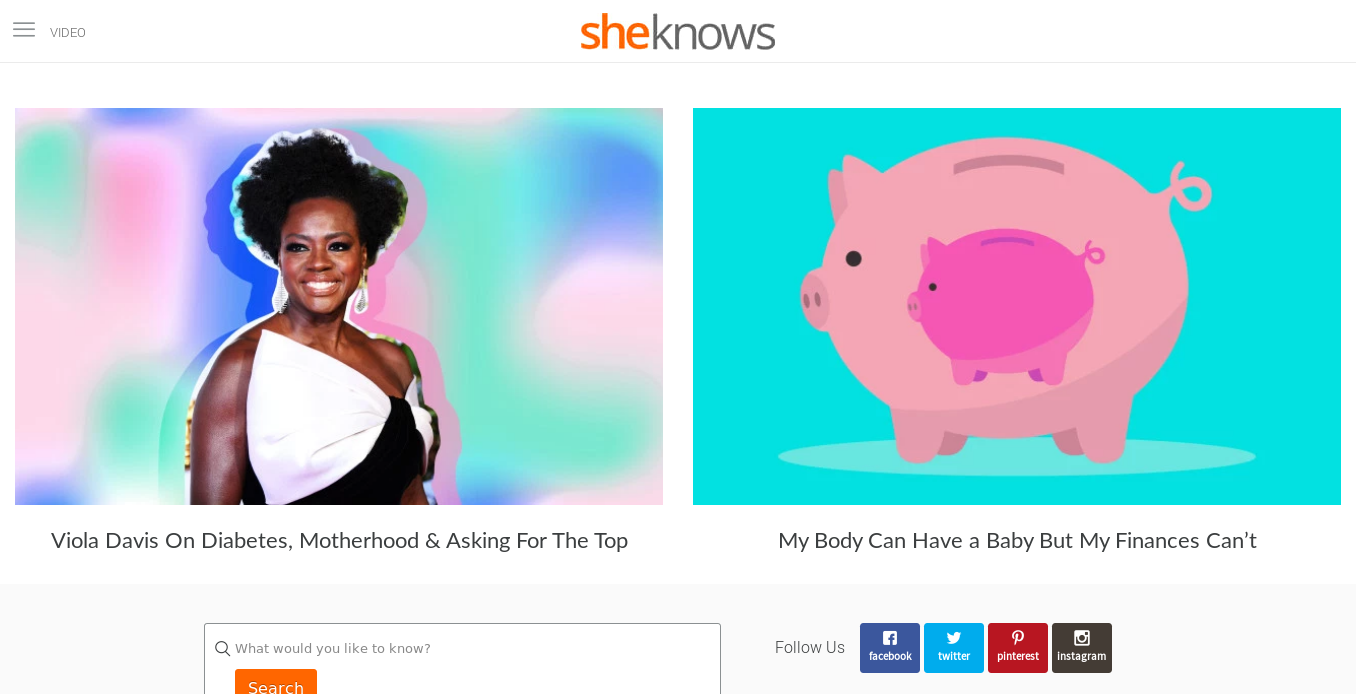 VIDEO
sheknows
Viola Davis On Diabetes, Motherhood & Asking For The Top
My Body Can Have a Baby But My Finances Can’t
What would you like to know?
Search
Follow Us
facebook
twitter
pinterest
instagram